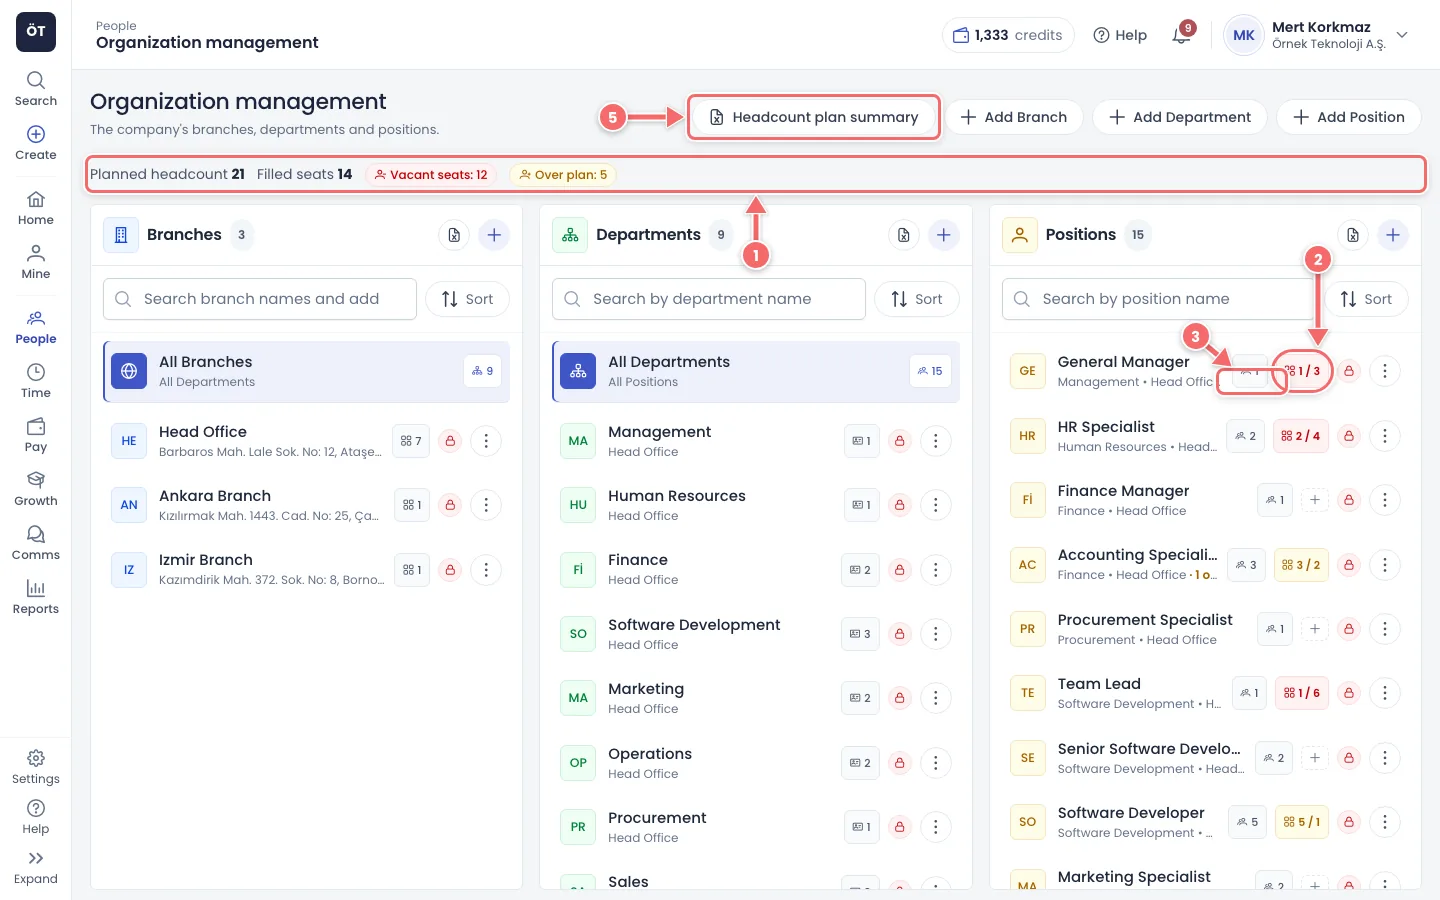 ÖT
Search
Create
Home
Mine
People
Time
Pay
Growth
Comms
Reports
Settings
Help
Expand
People
Organization management
1,333 credits
Help
9
MK
Mert Korkmaz
Örnek Teknoloji A.Ş.
Organization management
The company's branches, departments and positions.
5
Headcount plan summary
Add Branch
Add Department
Add Position
Planned headcount 21 Filled seats 14 Vacant seats: 12 Over plan: 5
1
2
3
Branches 3
Search branch names and add
Sort
All Branches
All Departments
9
HE
Head Office
Barbaros Mah. Lale Sok. No: 12, Ataşe...
7
AN
Ankara Branch
Kızılırmak Mah. 1443. Cad. No: 25, Ça...
1
IZ
Izmir Branch
Kazımdirik Mah. 372. Sok. No: 8, Borno...
1
Departments 9
Search by department name
Sort
All Departments
All Positions
15
MA
Management
Head Office
1
HU
Human Resources
Head Office
1
Fİ
Finance
Head Office
2
SO
Software Development
Head Office
3
MA
Marketing
Head Office
2
OP
Operations
Head Office
2
PR
Procurement
Head Office
1
Sales
Positions 15
Search by position name
Sort
GE
General Manager
Management • Head Offic
1
1 / 3
HR
HR Specialist
Human Resources • Head...
2
2 / 4
Fİ
Finance Manager
Finance • Head Office
1
AC
Accounting Speciali...
Finance • Head Office · 1 o...
3
3 / 2
PR
Procurement Specialist
Procurement • Head Office
1
TE
Team Lead
Software Development • H...
1
1 / 6
SE
Senior Software Develo...
Software Development • Head...
2
SO
Software Developer
Software Development • ...
5
5 / 1
MA
Marketing Specialist
2